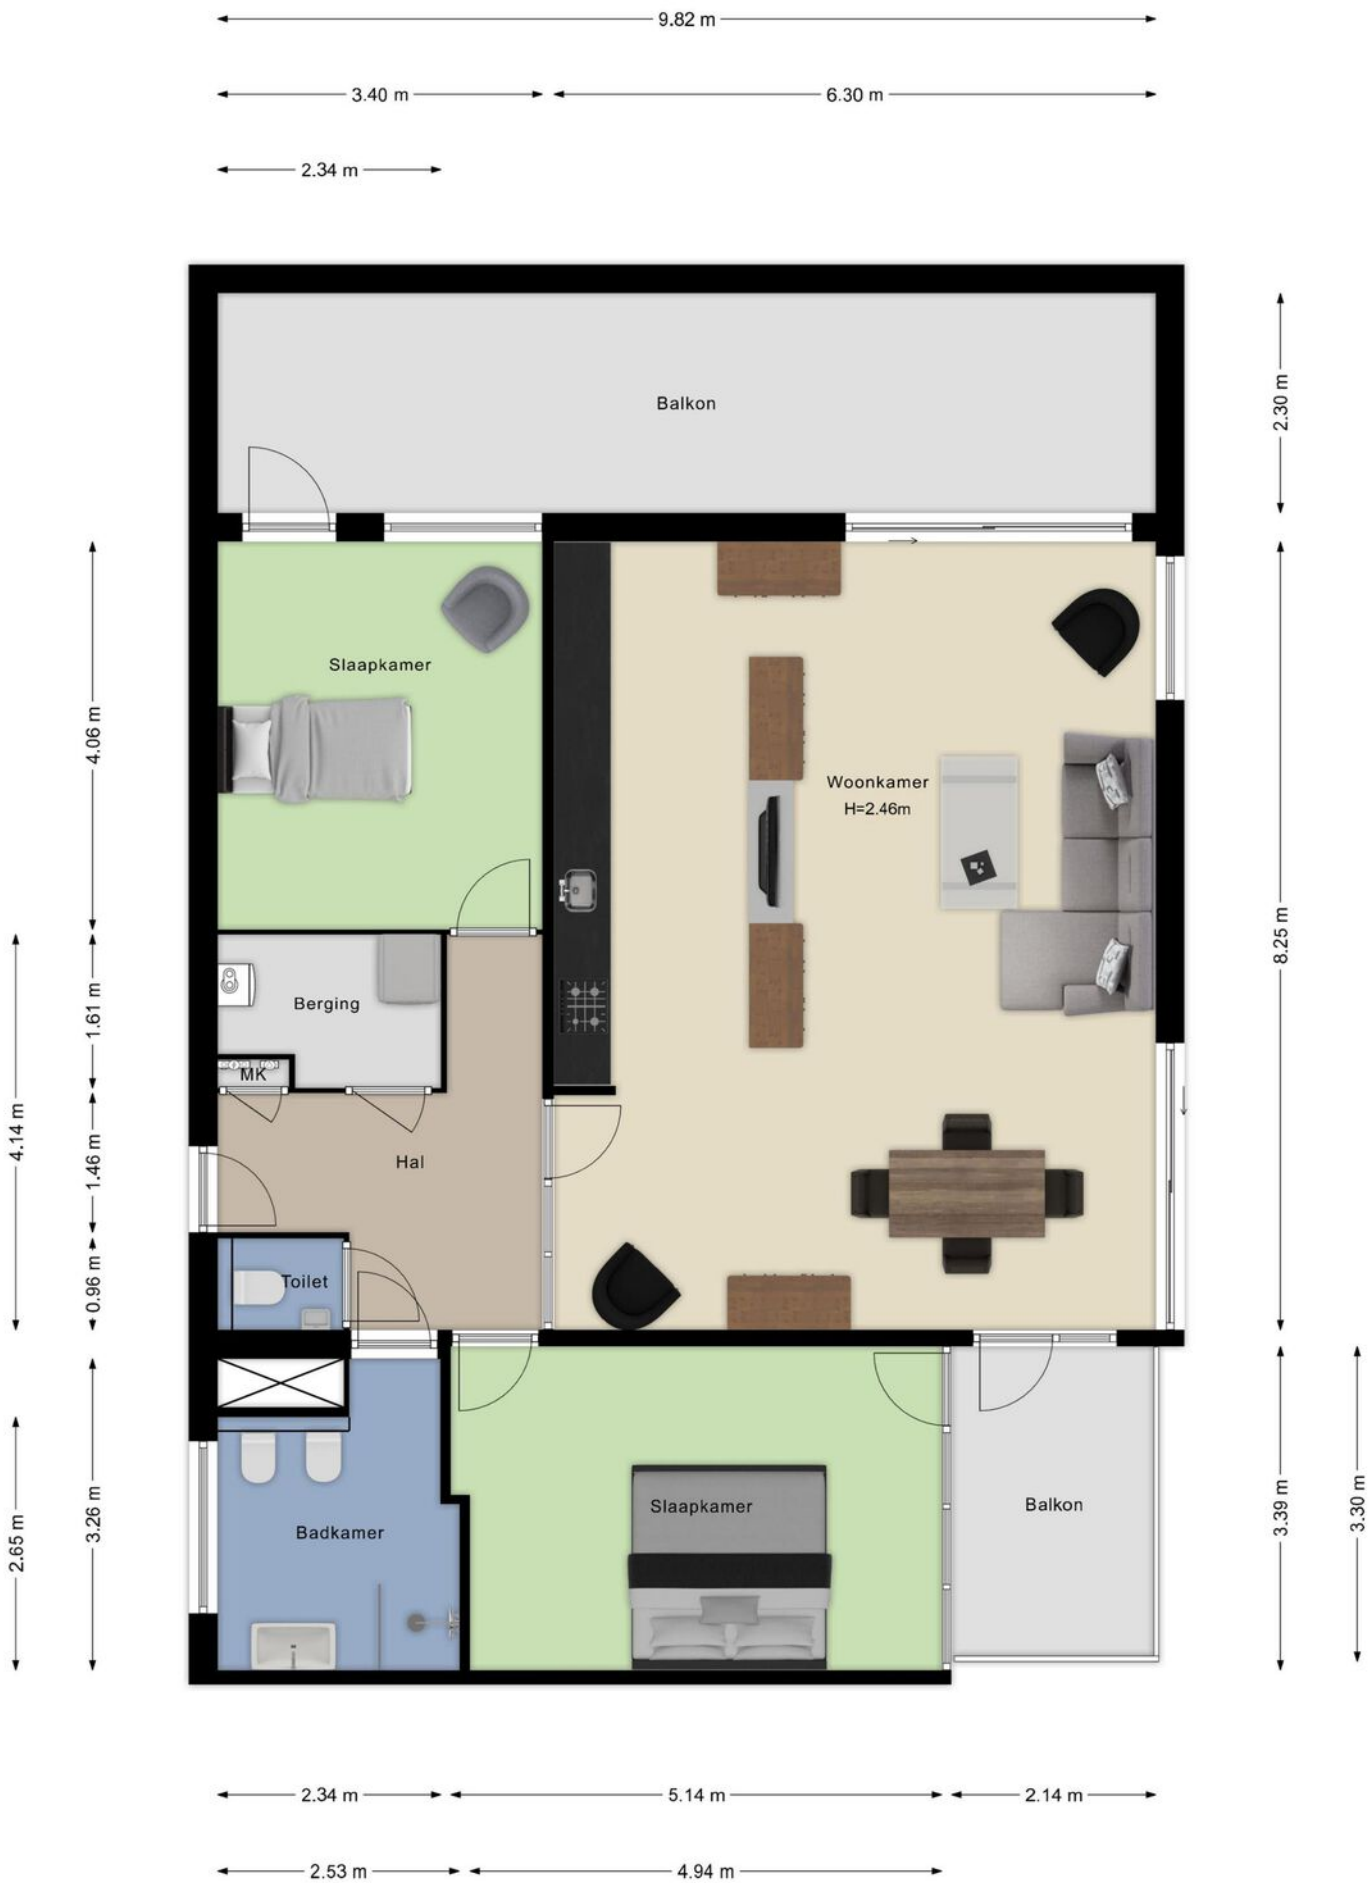 9.82 m
3.40 m
6.30 m
2.34 m
Balkon
2.30 m
Slaapkamer
4.06 m
Woonkamer
H=2.46m
8.25 m
Berging
1.61 m
MK
4.14 m
1.46 m
Hal
0.96 m
Toilet
Slaapkamer
Balkon
Badkamer
2.65 m
3.26 m
3.39 m
3.30 m
2.34 m
5.14 m
2.14 m
2.53 m
4.94 m